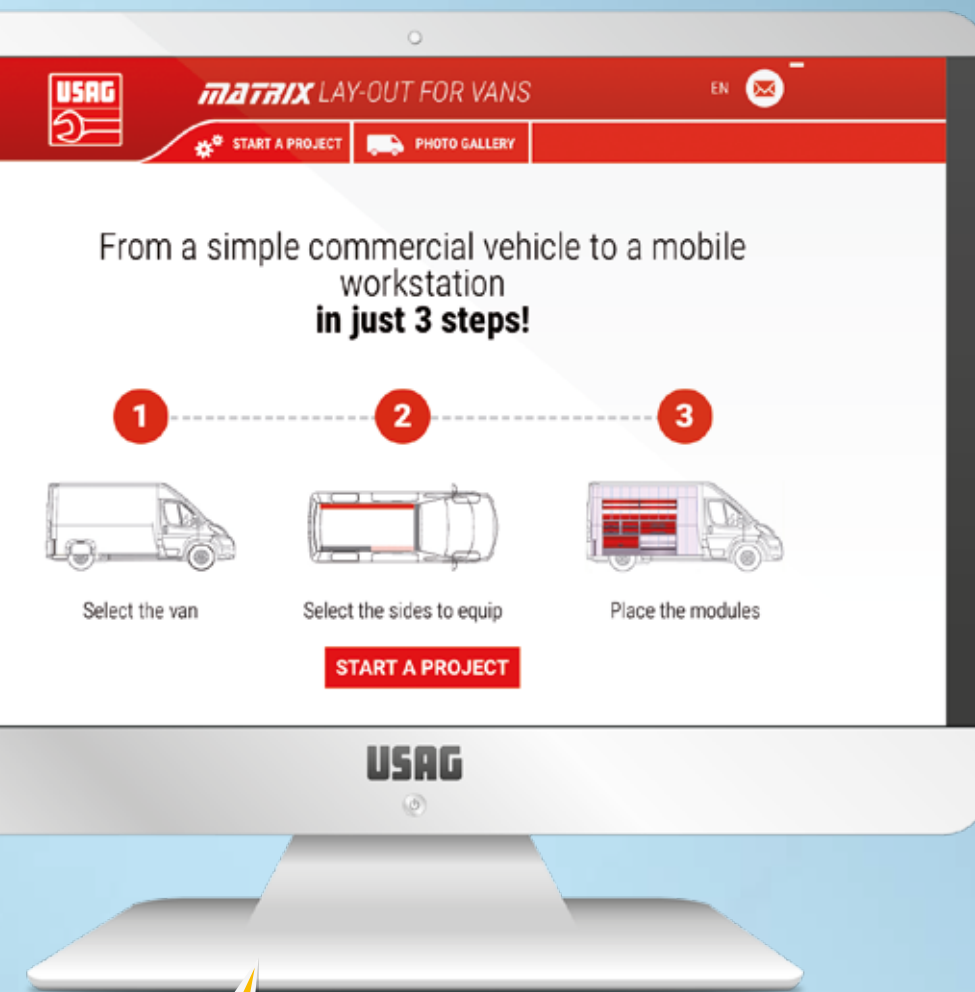 USAG
MATRIX LAY-OUT FOR VANS
EN
START A PROJECT
PHOTO GALLERY
From a simple commercial vehicle to a mobile
workstation
in just 3 steps!
1
2
3
Select the van
Select the sides to equip
Place the modules
START A PROJECT
USAG